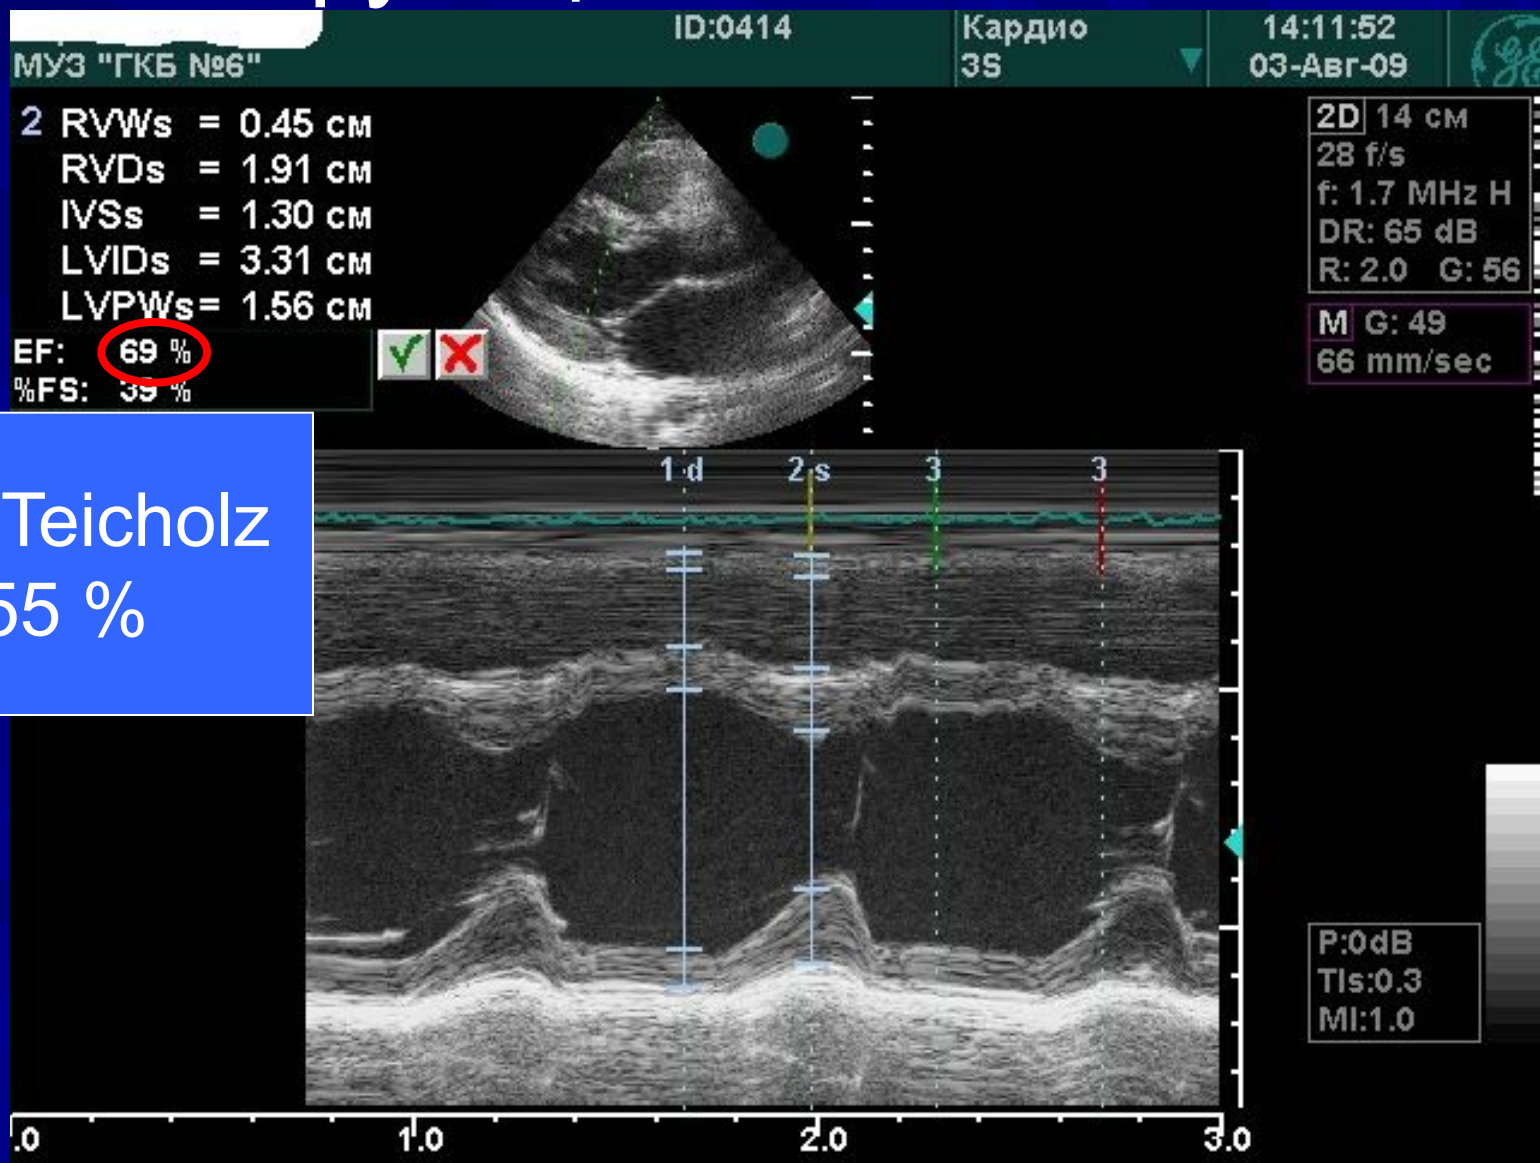 ID:0414
Кардио
3S
14:11:52
03-Авг-09
МУЗ "ГКБ №6"
2 RVWs = 0.45 см
RVDs = 1.91 см
IVSs = 1.30 см
LVIDs = 3.31 см
LVPWs= 1.56 см
EF: 69 %
%FS: 39 %
2D 14 см
28 f/s
f: 1.7 MHz H
DR: 65 dB
R: 2.0 G: 56
M G: 49
66 mm/sec
Teicholz
55 %
1 d 2 s 3 3
P:0dB
TIs:0.3
MI:1.0
.0 1.0 2.0 3.0